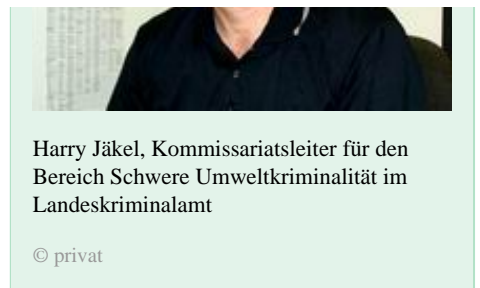 Harry Jäkel, Kommissariatsleiter für den
Bereich Schwere Umweltkriminalität im
Landeskriminalamt
© privat